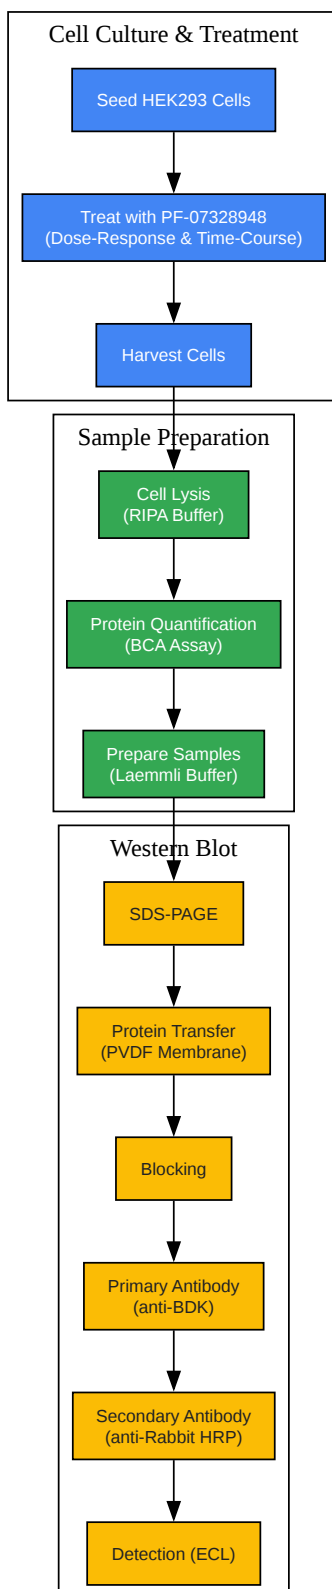 Cell Culture & Treatment
Seed HEK293 Cells
Treat with PF-07328948
(Dose-Response & Time-Course)
Harvest Cells
Sample Preparation
Cell Lysis
(RIPA Buffer)
Protein Quantification
(BCA Assay)
Prepare Samples
(Laemmli Buffer)
Western Blot
SDS-PAGE
Protein Transfer
(PVDF Membrane)
Blocking
Primary Antibody
(anti-BDK)
Secondary Antibody
(anti-Rabbit HRP)
Detection (ECL)